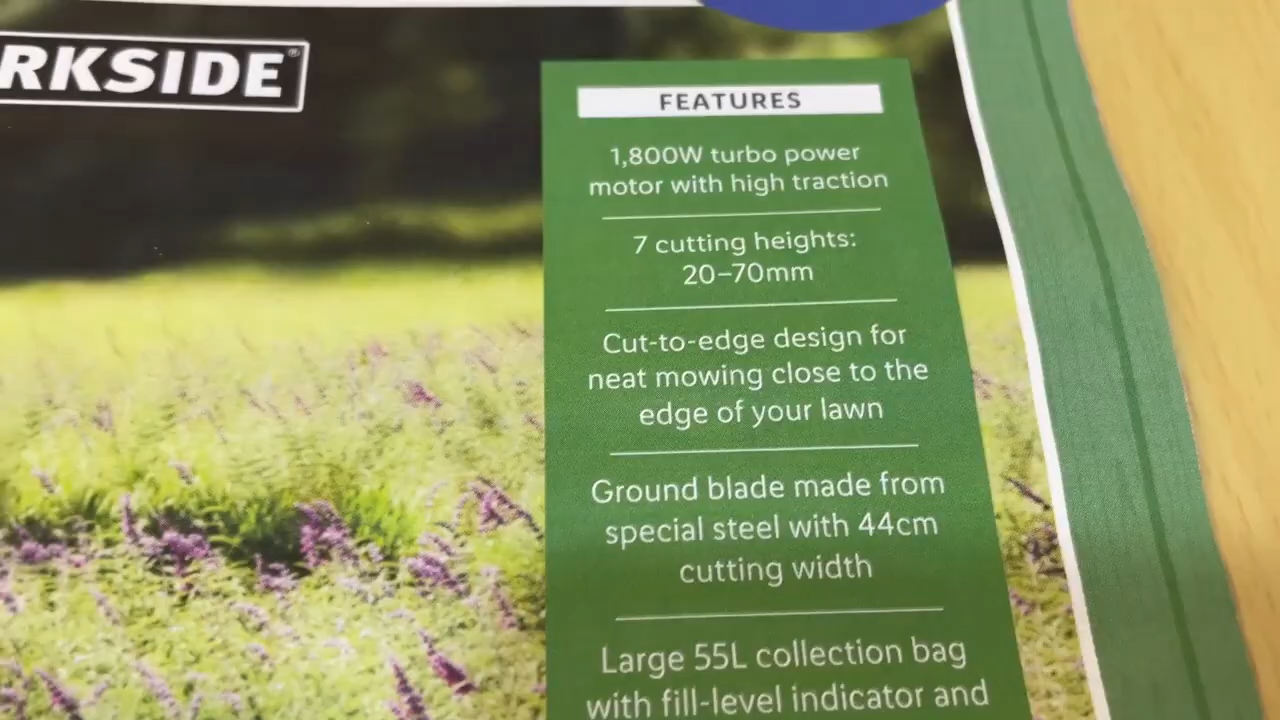 RKSIDE®
FEATURES
1,800W turbo power
motor with high traction
7 cutting heights:
20–70mm
Cut-to-edge design for
neat mowing close to the
edge of your lawn
Ground blade made from
special steel with 44cm
cutting width
Large 55L collection bag
with fill-level indicator and